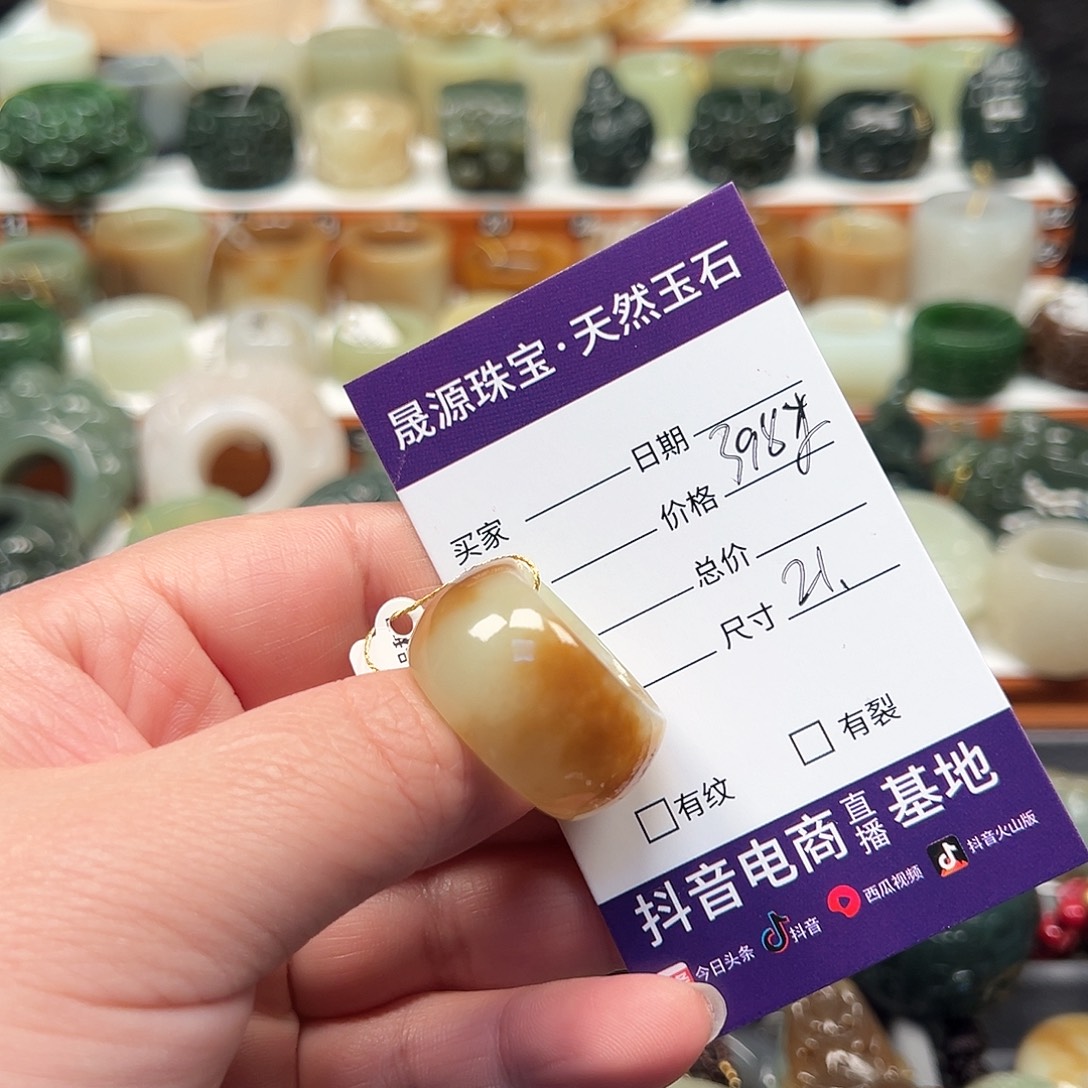 晟源珠宝·天然玉石
日期
398¥
买家
价格
总价
21.
尺寸
有裂
有纹
抖音电商直播基地
今日头条 抖音 西瓜视频 抖音火山版